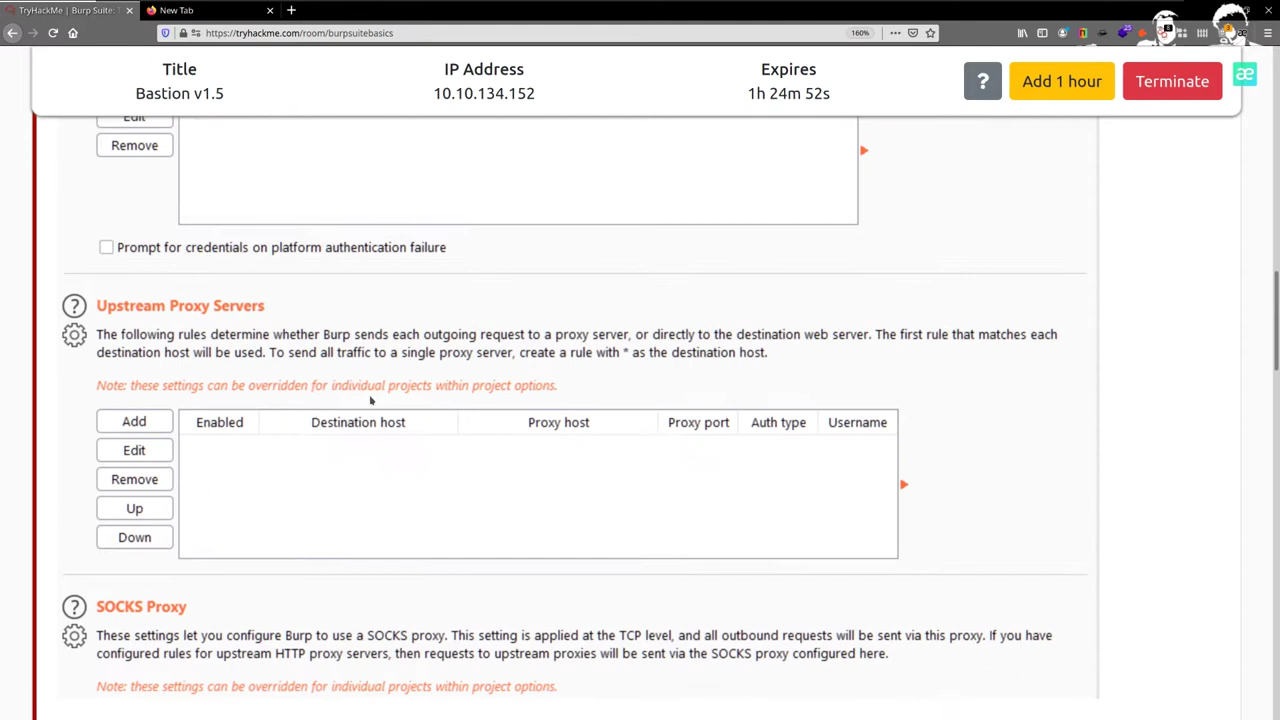 TryHackMe | Burp Suite: B
New Tab
https://tryhackme.com/room/burpsuitebasics
160%
Title
IP Address
Expires
Bastion v1.5
10.10.134.152
1h 24m 52s
?
Add 1 hour
Terminate
æ
Edit
Remove
Prompt for credentials on platform authentication failure
? Upstream Proxy Servers
The following rules determine whether Burp sends each outgoing request to a proxy server, or directly to the destination web server. The first rule that matches each
destination host will be used. To send all traffic to a single proxy server, create a rule with * as the destination host.
Note: these settings can be overridden for individual projects within project options.
Add
Enabled
Destination host
Proxy host
Proxy port
Auth type
Username
Edit
Remove
Up
Down
? SOCKS Proxy
These settings let you configure Burp to use a SOCKS proxy. This setting is applied at the TCP level, and all outbound requests will be sent via this proxy. If you have
configured rules for upstream HTTP proxy servers, then requests to upstream proxies will be sent via the SOCKS proxy configured here.
Note: these settings can be overridden for individual projects within project options.